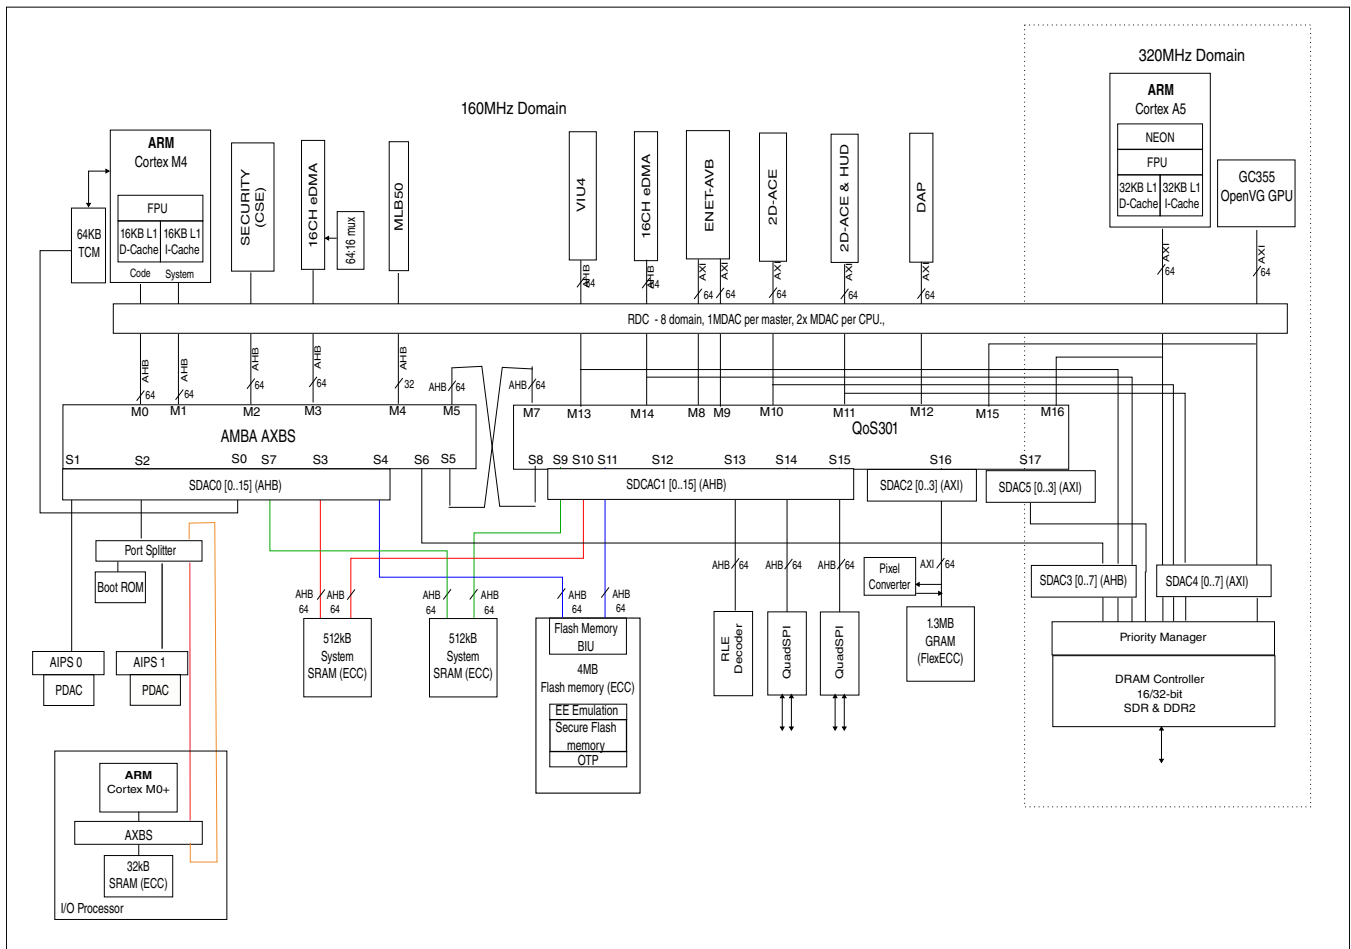 320MHz Domain
160MHz Domain
ARM
Cortex M4
FPU
16KB L1
D-Cache
16KB L1
I-Cache
Code
System
64KB
TCM
SECURITY
(CSE)
16CH eDMA
64:16 mux
MLB50
VIU4
16CH eDMA
ENET-AVB
2D-ACE
2D-ACE & HUD
DAP
ARM
Cortex A5
NEON
FPU
32KB L1
D-Cache
32KB L1
I-Cache
GC355
OpenVG GPU
AHB
64
AHB
64
AXI
64
AXI
64
AXI
64
AXI
64
AXI
64
AXI
64
AXI
64
RDC - 8 domain, 1MDAC per master, 2x MDAC per CPU.,
AHB
64
AHB
64
AHB
64
AHB
64
AHB
32
AHB
64
AHB
64
M0
M1
M2
M3
M4
M5
M7
M13
M14
M8
M9
M10
M11
M12
M15
M16
AMBA AXBS
QoS301
S1
S2
S0
S7
S3
S4
S6
S5
S8
S9
S10
S11
S12
S13
S14
S15
S16
S17
SDAC0 [0..15] (AHB)
SDCAC1 [0..15] (AHB)
SDAC2 [0..3] (AXI)
SDAC5 [0..3] (AXI)
Port Splitter
Boot ROM
AHB
64
AHB
64
AHB
64
AHB
64
AHB
64
AHB
64
AHB
64
AHB
64
AHB
64
AXI
64
Pixel
Converter
SDAC3 [0..7] (AHB)
SDAC4 [0..7] (AXI)
AIPS 0
PDAC
AIPS 1
PDAC
512kB
System
SRAM (ECC)
512kB
System
SRAM (ECC)
Flash Memory
BIU
4MB
Flash memory (ECC)
EE Emulation
Secure Flash
memory
OTP
RLE
Decoder
QuadSPI
QuadSPI
1.3MB
GRAM
(FlexECC)
Priority Manager
DRAM Controller
16/32-bit
SDR & DDR2
ARM
Cortex M0+
AXBS
32kB
SRAM (ECC)
I/O Processor